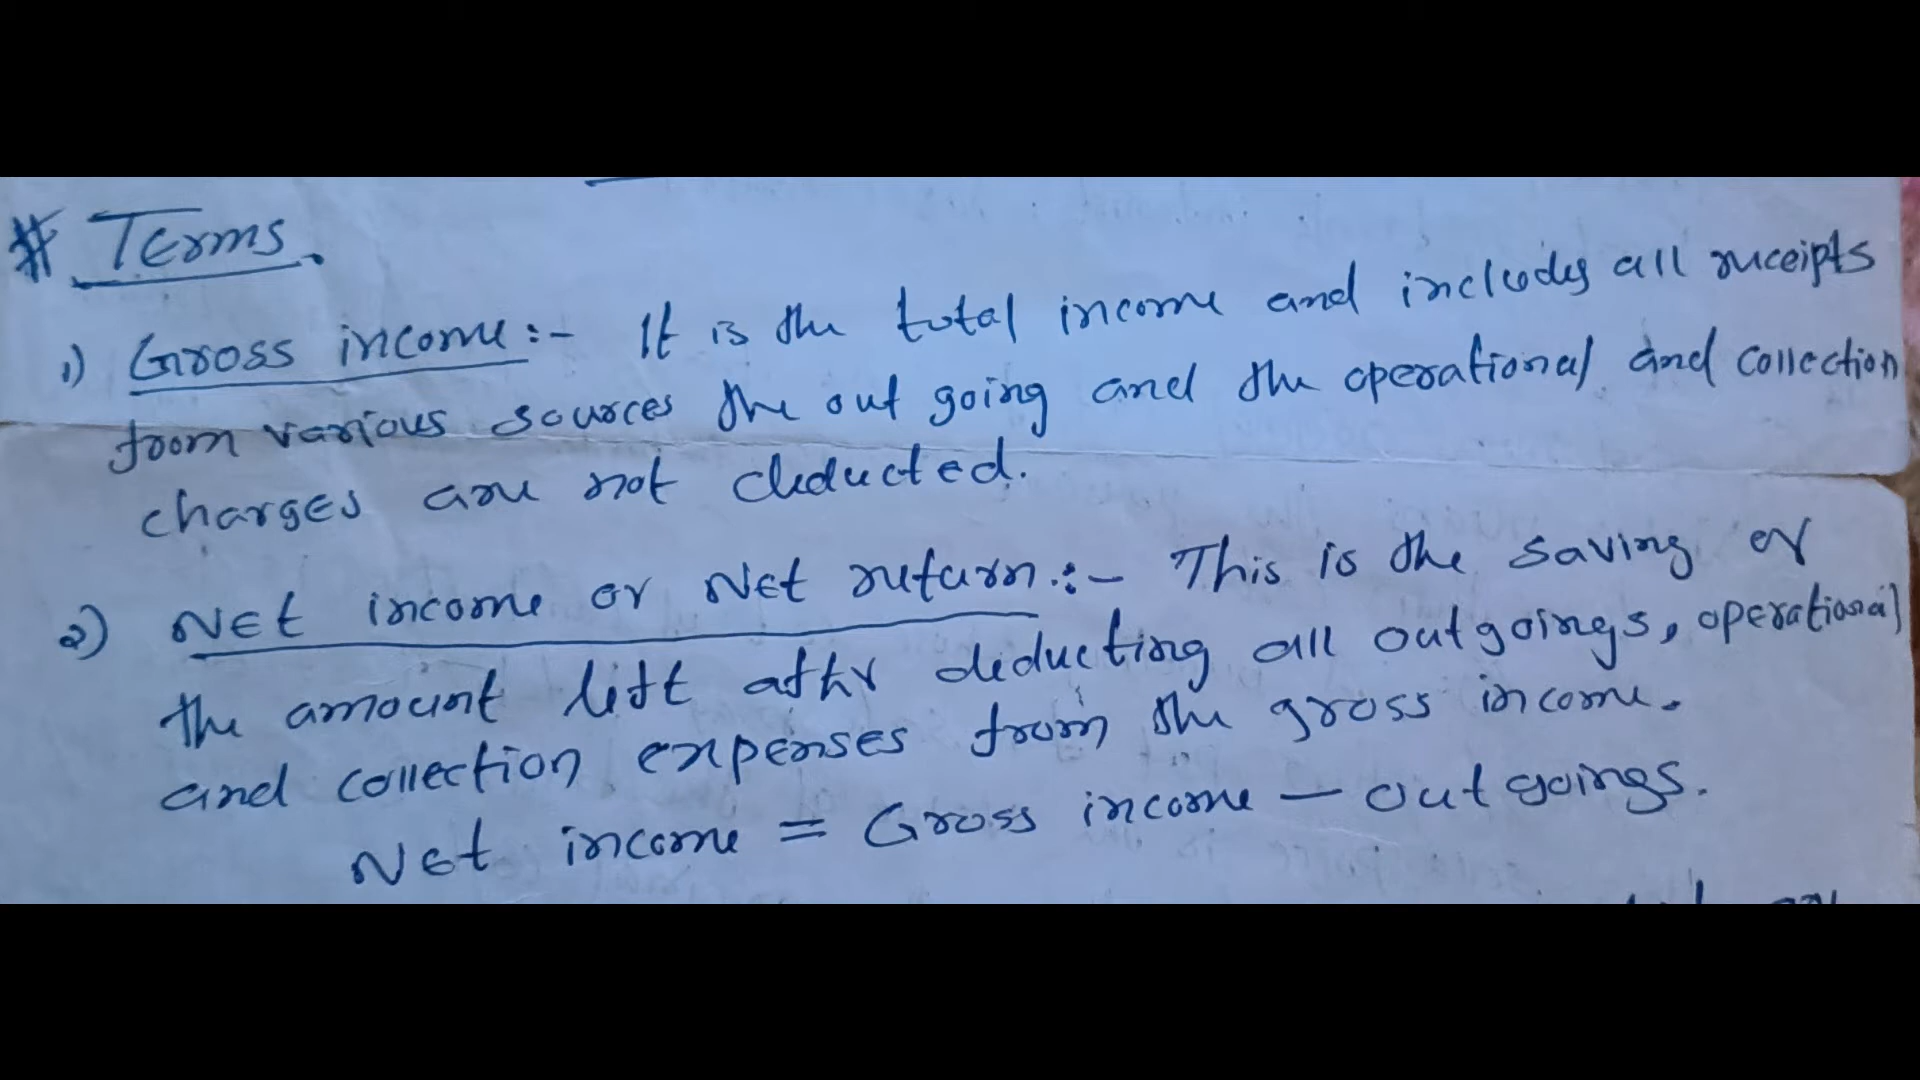 # Terms.
1) Gross income :- It is the total income and includes all receipts
from various sources the out going and the operational and collection
charges are not deducted.
2) Net income or Net return :- This is the saving or
the amount left after deducting all outgoings, operational
and collection expenses from the gross income.
Net income = Gross income - outgoings.